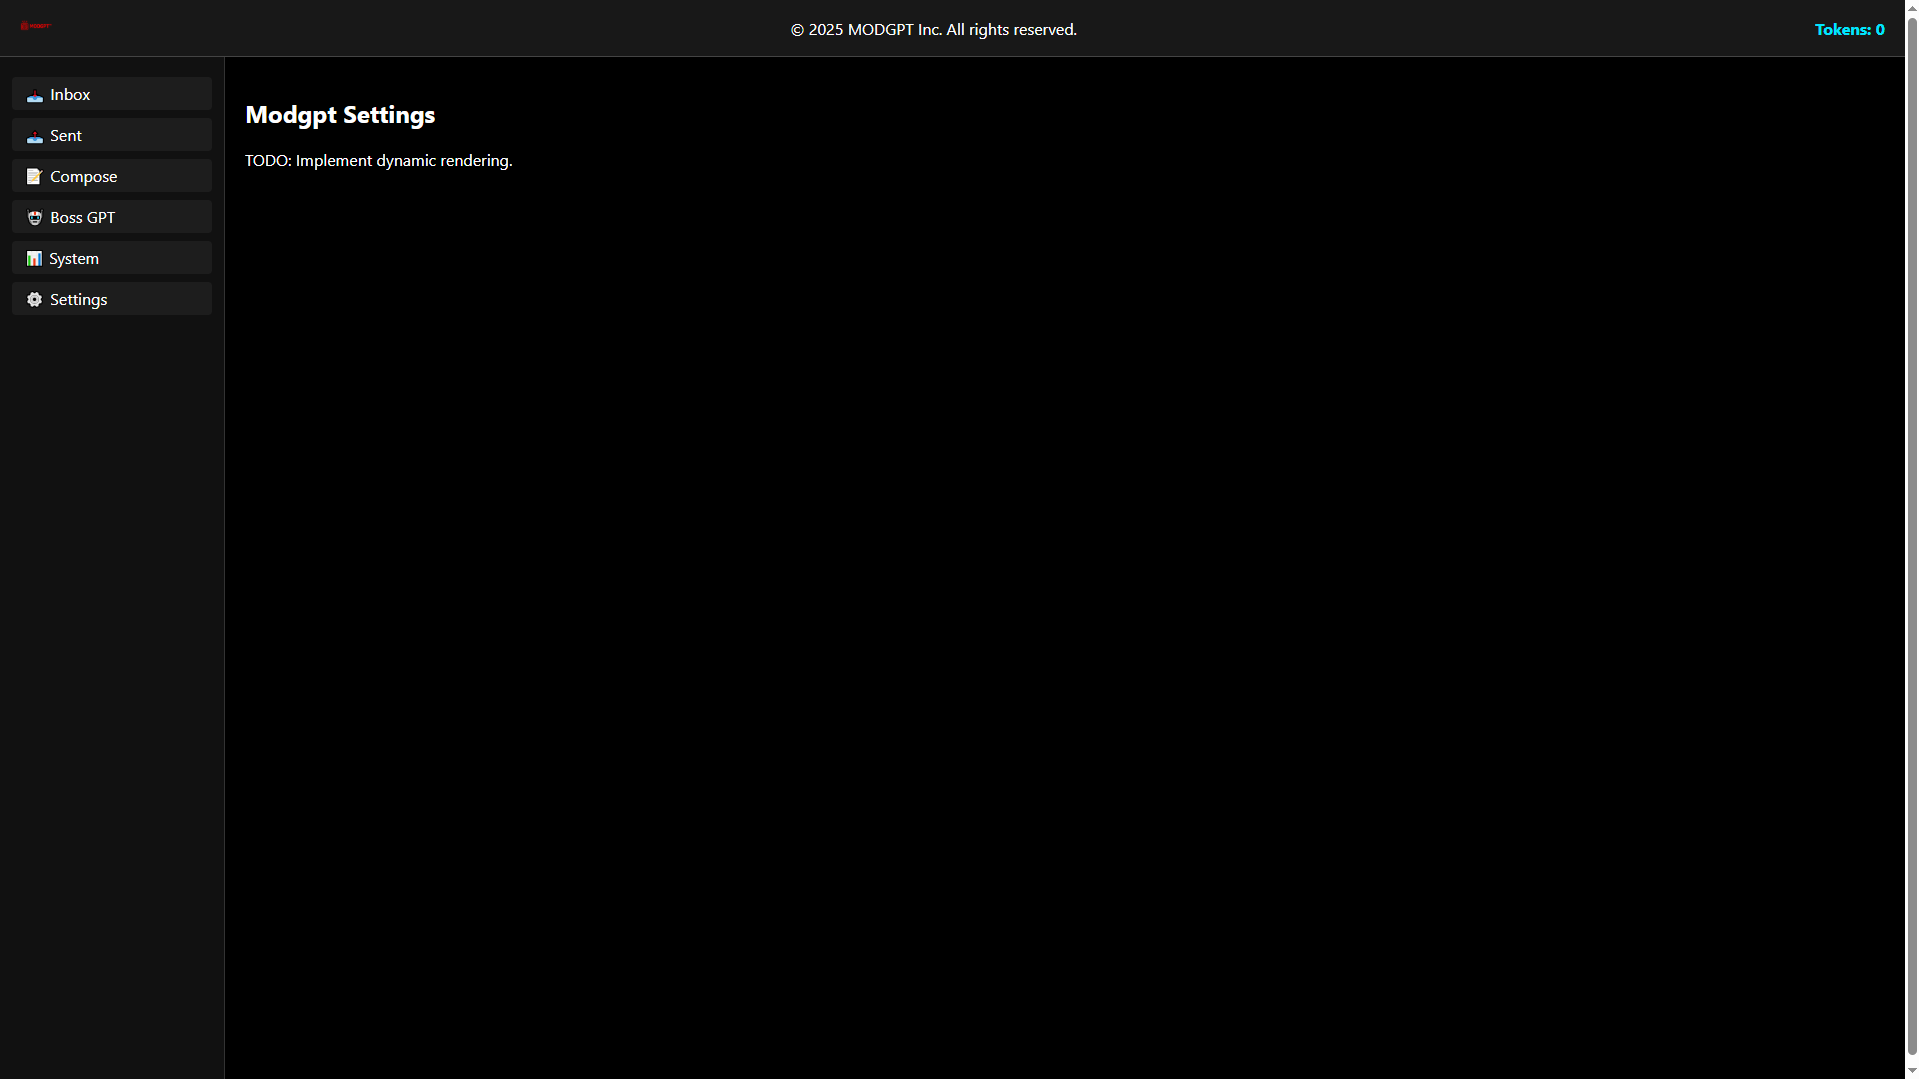 MODGPT
© 2025 MODGPT Inc. All rights reserved.
Tokens: 0
Inbox
Sent
Compose
Boss GPT
System
Settings
Modgpt Settings
TODO: Implement dynamic rendering.